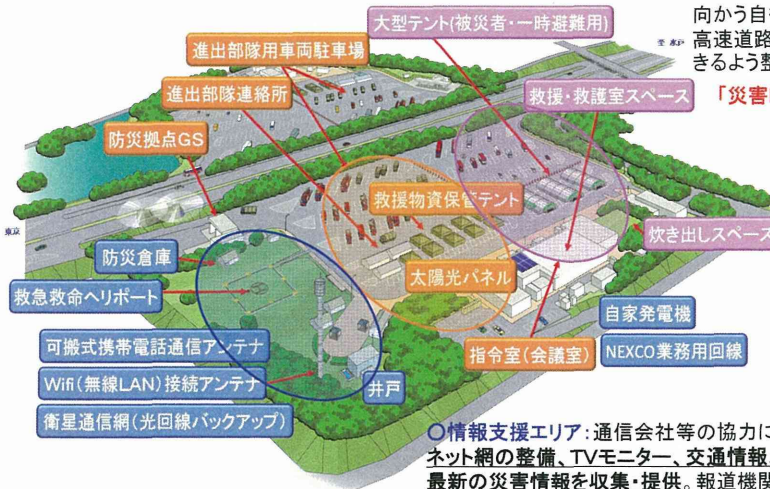 向かう自
高速道路
きるよう整
「災害
大型テント(被災者・一時避難用)
至 水戸
進出部隊用車両駐車場
進出部隊連絡所
救援・救護室スペース
防災拠点GS
救援物資保管テント
東京
炊き出しスペース
防災倉庫
太陽光パネル
救急救命ヘリポート
自家発電機
可搬式携帯電話通信アンテナ
指令室(会議室)
NEXCO業務用回線
Wifi(無線LAN)接続アンテナ
井戸
衛星通信網(光回線バックアップ)
〇情報支援エリア:通信会社等の協力に
ネット網の整備、TVモニター、交通情報
最新の災害情報を収集・提供。報道機関